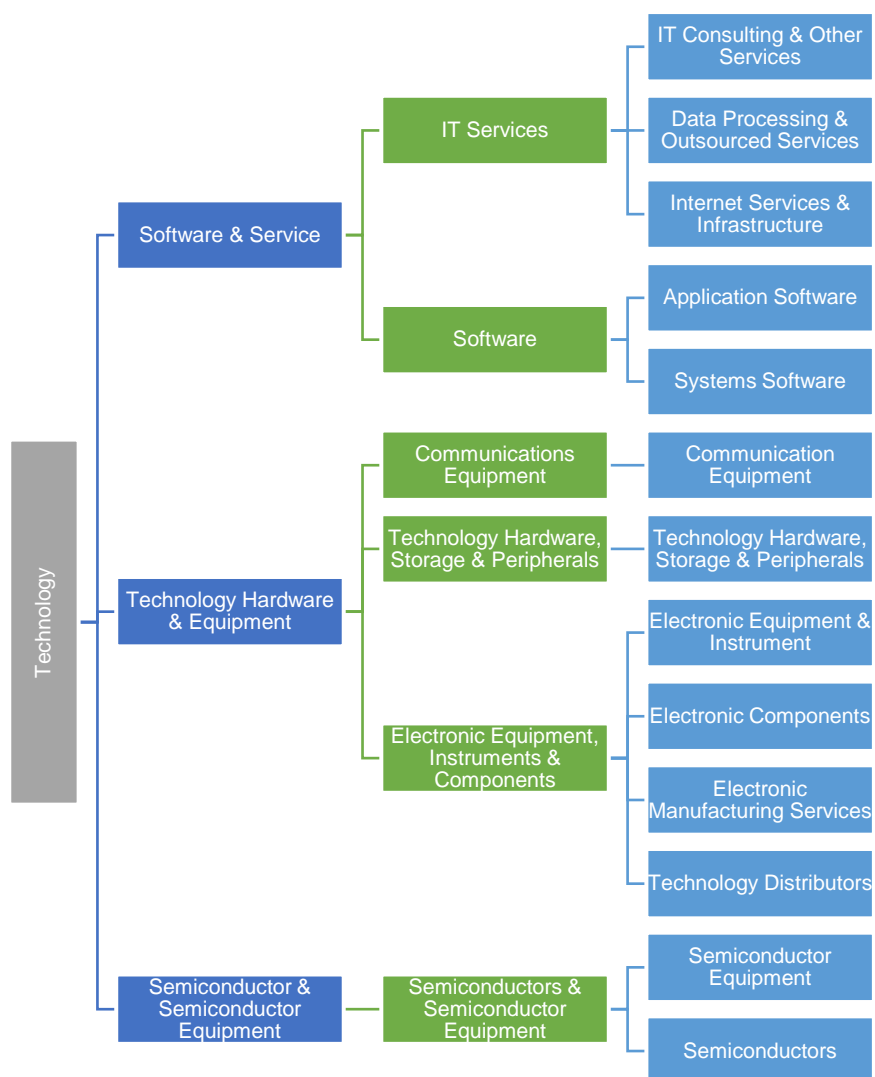 IT Consulting & Other
Services
Data Processing &
Outsourced Services
IT Services
Internet Services &
Infrastructure
Software & Service
Application Software
Software
Systems Software
Communications
Equipment
Communication
Equipment
Technology Hardware,
Storage & Peripherals
Technology Hardware,
Storage & Peripherals
Technology
Technology Hardware
& Equipment
Electronic Equipment &
Instrument
Electronic Components
Electronic Equipment,
Instruments &
Components
Electronic
Manufacturing Services
Technology Distributors
Semiconductor
Equipment
Semiconductor &
Semiconductor
Equipment
Semiconductors &
Semiconductor
Equipment
Semiconductors